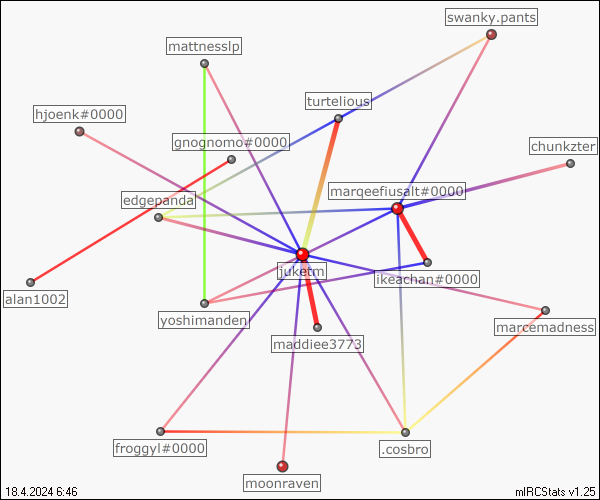 swanky.pants
mattnesslp
turtelious
hjoenk#0000
gnognomo#0000
chunkzter
marqeefiusalt#0000
edgepanda
juketm
ikeachan#0000
alan1002
yoshimanden
marcemadness
maddiee3773
froggyl#0000
.cosbro
moonraven
18.4.2024 6:46
mIRCStats v1.25